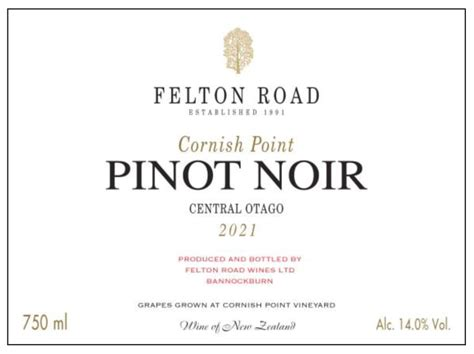 FELTON ROAD
ESTABLISHED 1991
Cornish Point
PINOT NOIR
CENTRAL OTAGO
2021
PRODUCED AND BOTTLED BY
FELTON ROAD WINES LTD
BANNOCKBURN
GRAPES GROWN AT CORNISH POINT VINEYARD
750 ml
Wine of New Zealand
Alc. 14.0% Vol.